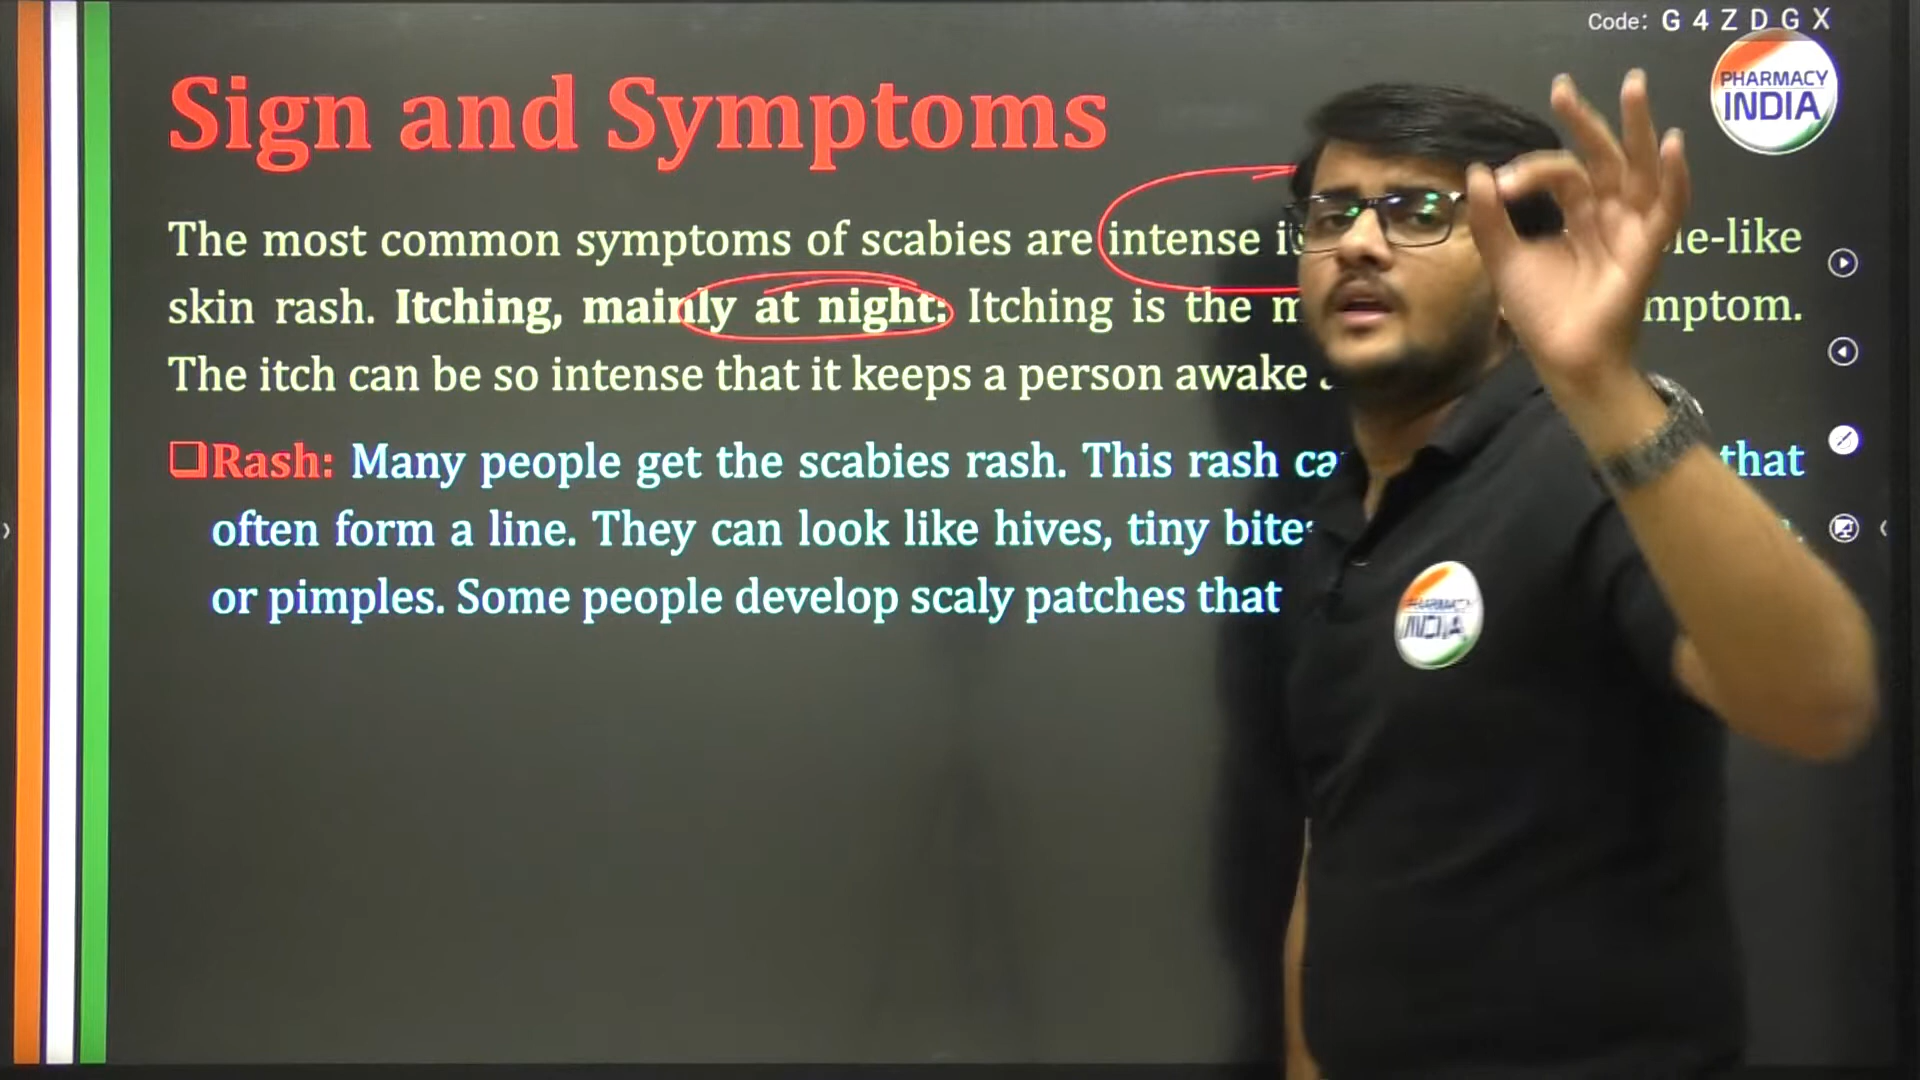 Code: G 4 Z D G X
PHARMACY
INDIA
Sign and Symptoms
The most common symptoms of scabies are intense -like
skin rash. Itching, mainly at night: Itching is the
The itch can be so intense that it keeps a person awake
Rash: Many people get the scabies rash. This rash that
often form a line. They can look like hives, tiny
or pimples. Some people develop scaly patches that
PHARMACY
INDIA